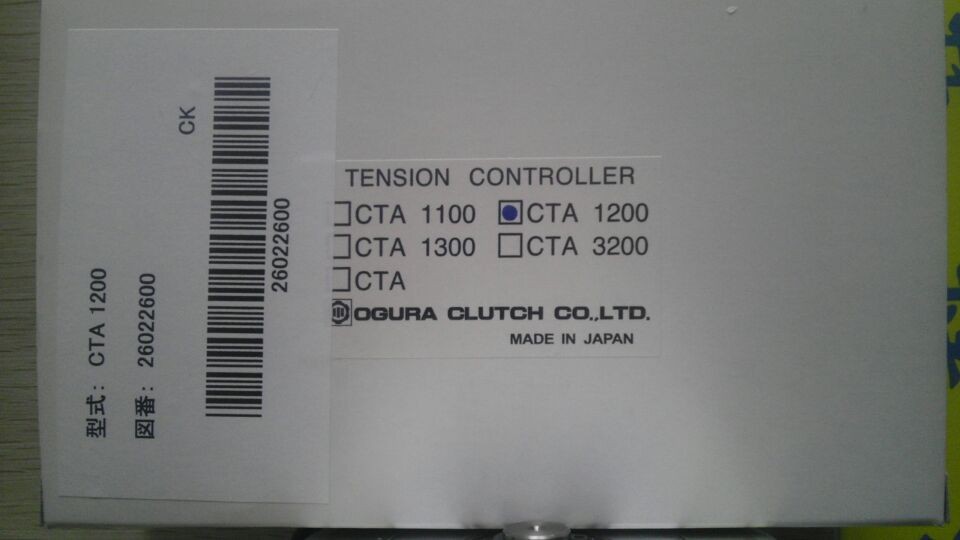 型式: CTA 1200
図番: 26022600
CK
26022600
TENSION CONTROLLER
CTA 1100 CTA 1200
CTA 1300 CTA 3200
CTA
OGURA CLUTCH CO.,LTD.
MADE IN JAPAN